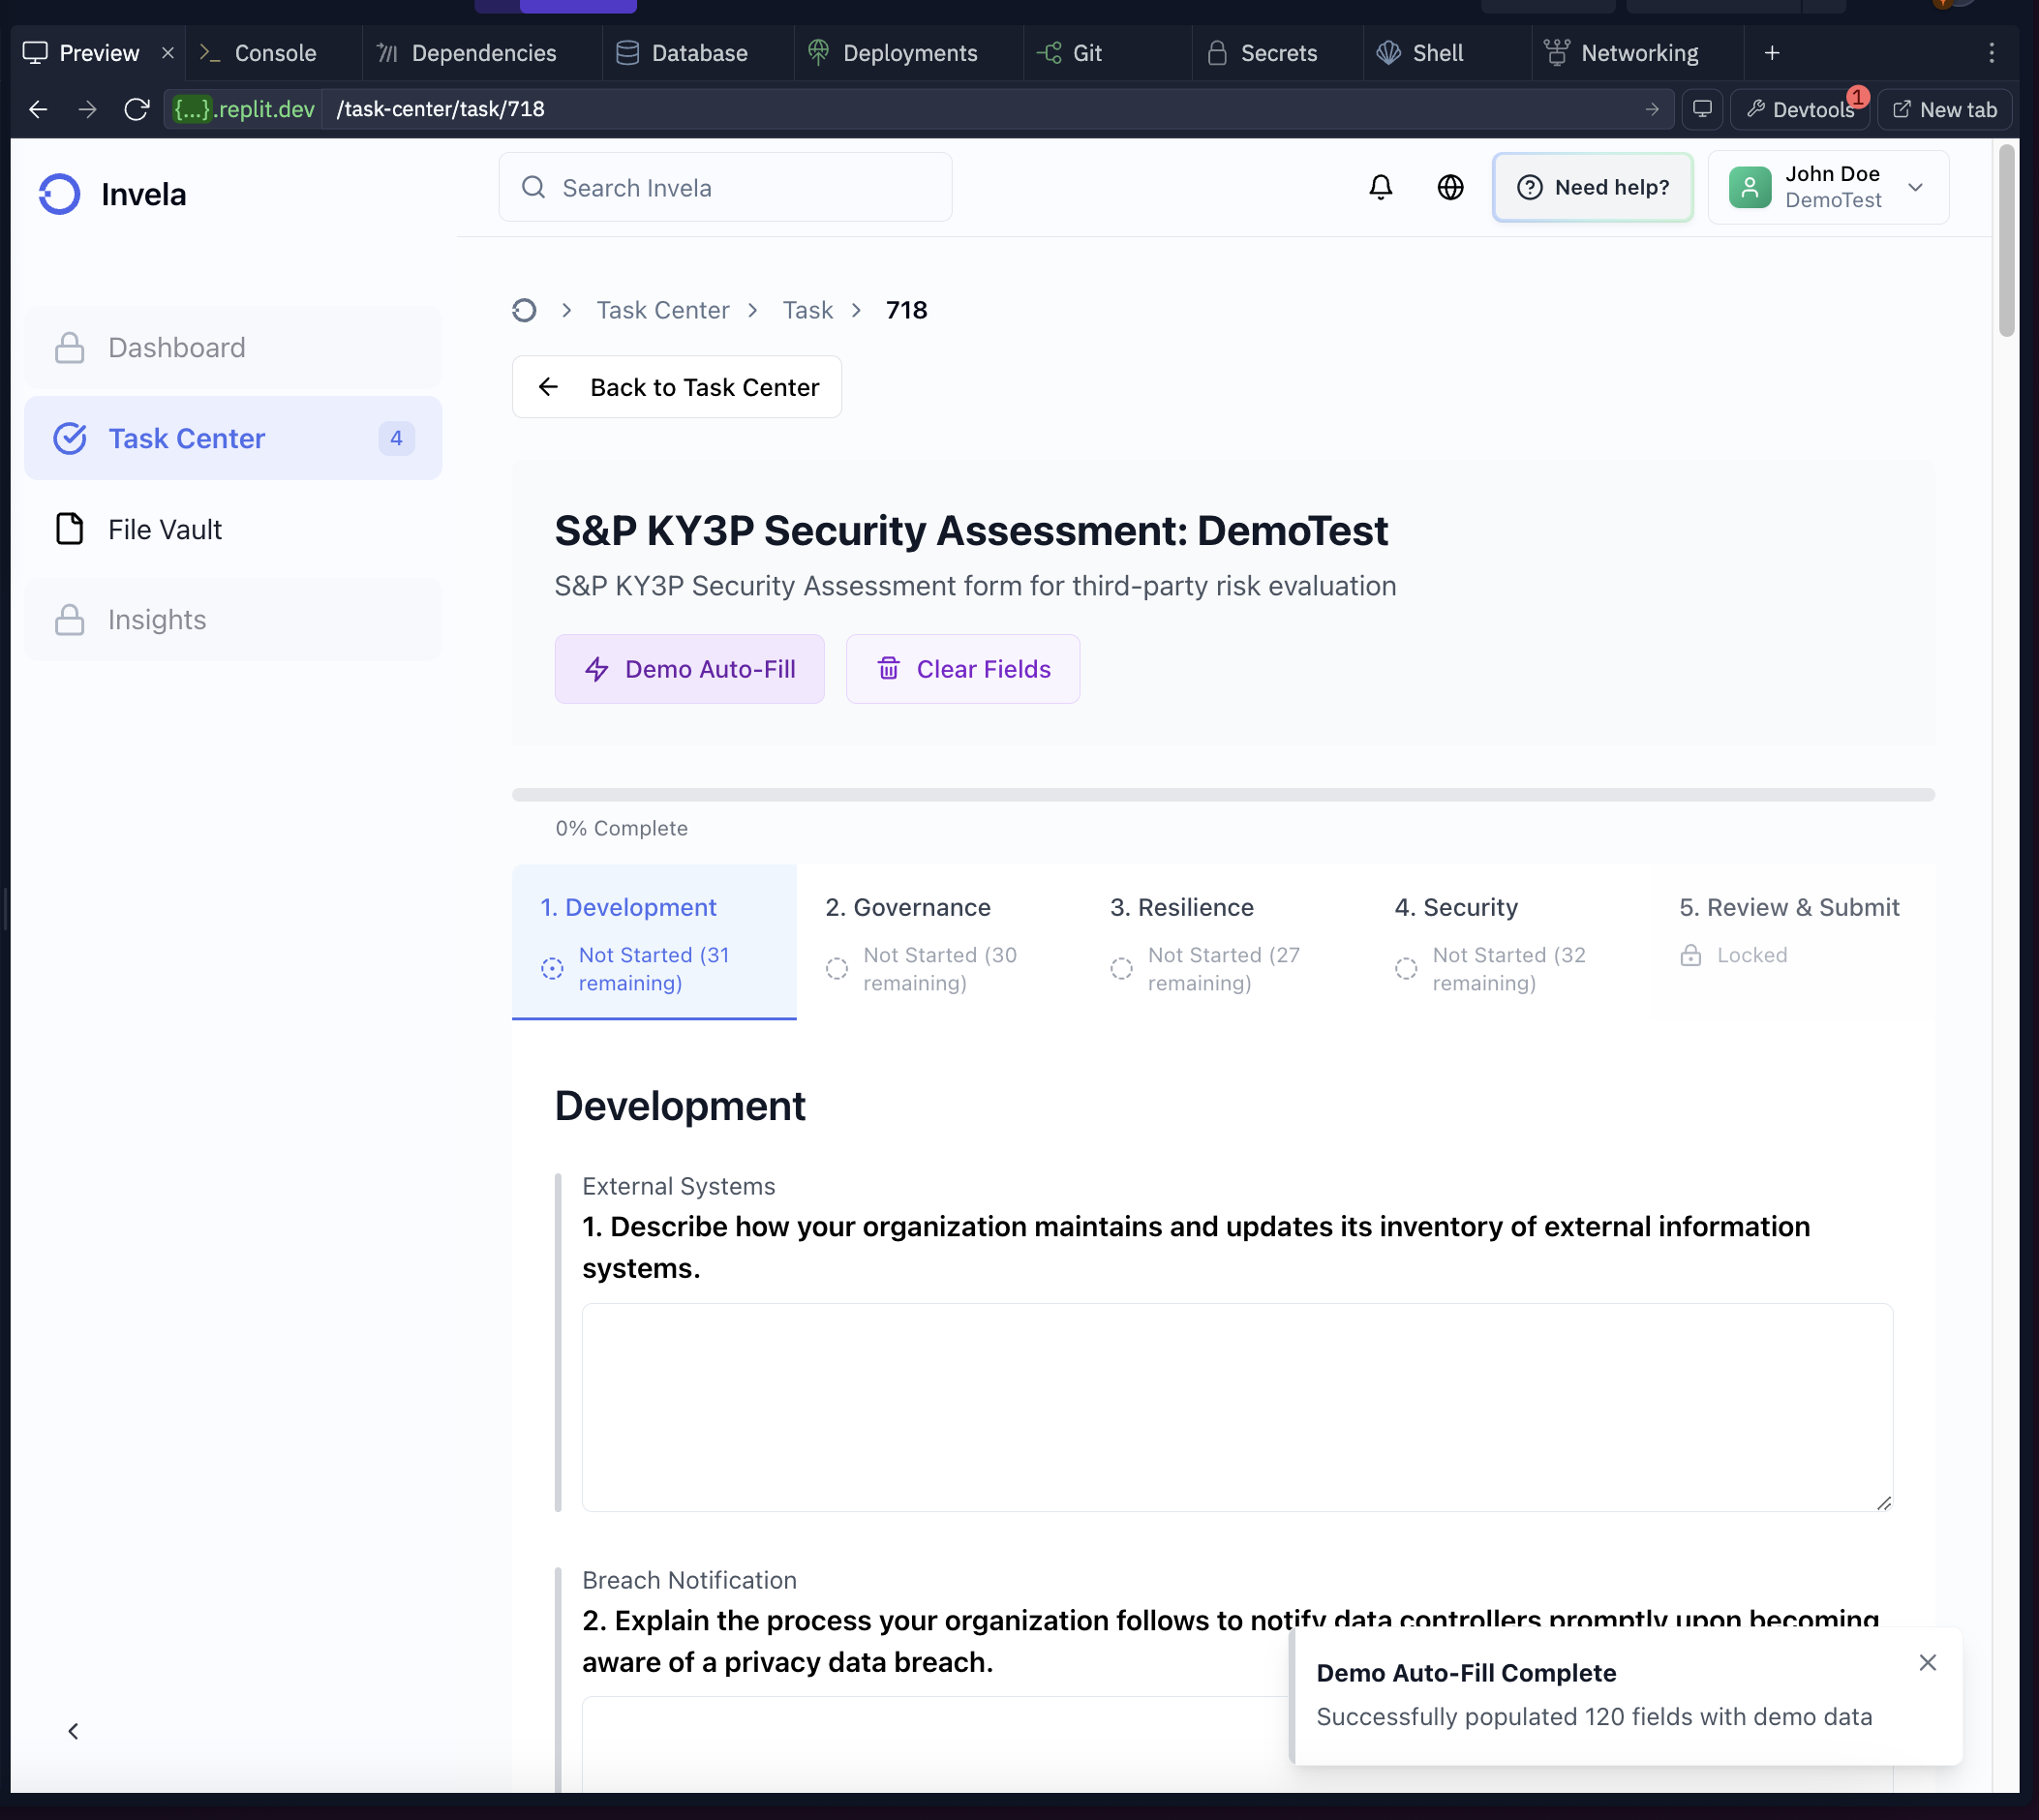 Preview
Console
Dependencies
Database
Deployments
Git
Secrets
Shell
Networking
{...}.replit.dev
/task-center/task/718
Devtools
1
New tab
Invela
Search Invela
Need help?
John Doe
DemoTest
Dashboard
Task Center
4
File Vault
Insights
Task Center
Task
718
Back to Task Center
S&P KY3P Security Assessment: DemoTest
S&P KY3P Security Assessment form for third-party risk evaluation
Demo Auto-Fill
Clear Fields
0% Complete
1. Development
Not Started (31
remaining)
2. Governance
Not Started (30
remaining)
3. Resilience
Not Started (27
remaining)
4. Security
Not Started (32
remaining)
5. Review & Submit
Locked
Development
External Systems
1. Describe how your organization maintains and updates its inventory of external information
systems.
Breach Notification
2. Explain the process your organization follows to notify data controllers promptly upon becoming
aware of a privacy data breach.
Demo Auto-Fill Complete
Successfully populated 120 fields with demo data